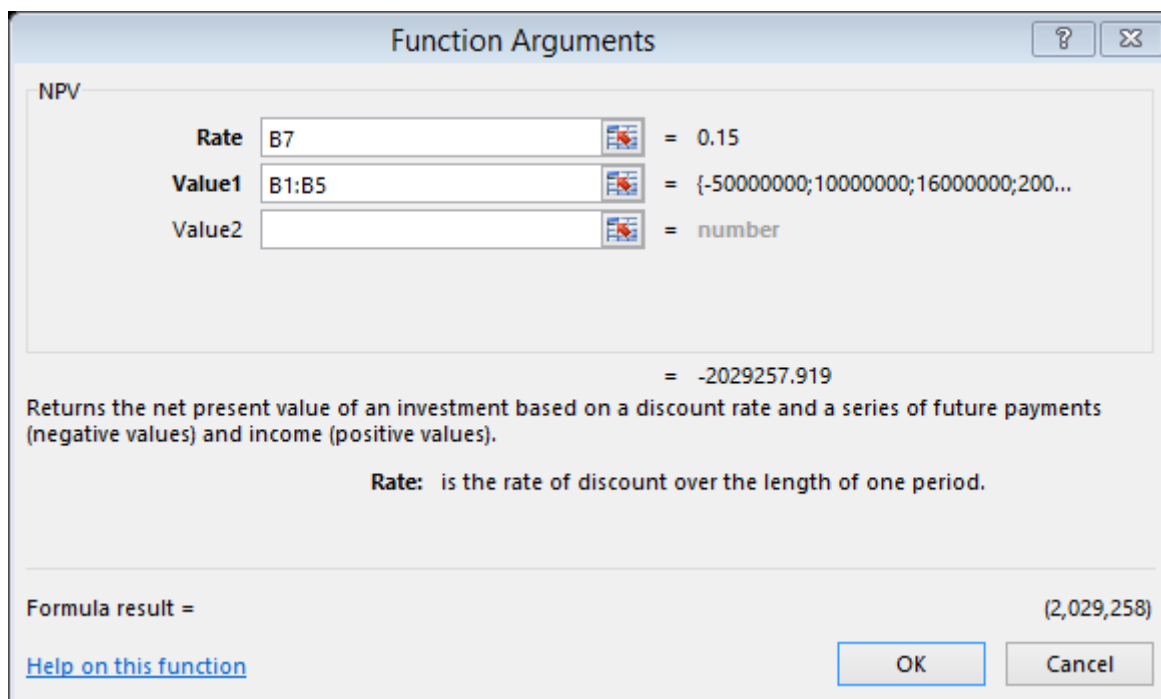 Function Arguments
NPV
Rate B7 = 0.15
Value1 B1:B5 = {-50000000;10000000;16000000;200...
Value2 = number
= -2029257.919
Returns the net present value of an investment based on a discount rate and a series of future payments
(negative values) and income (positive values).
Rate: is the rate of discount over the length of one period.
Formula result = (2,029,258)
Help on this function OK Cancel